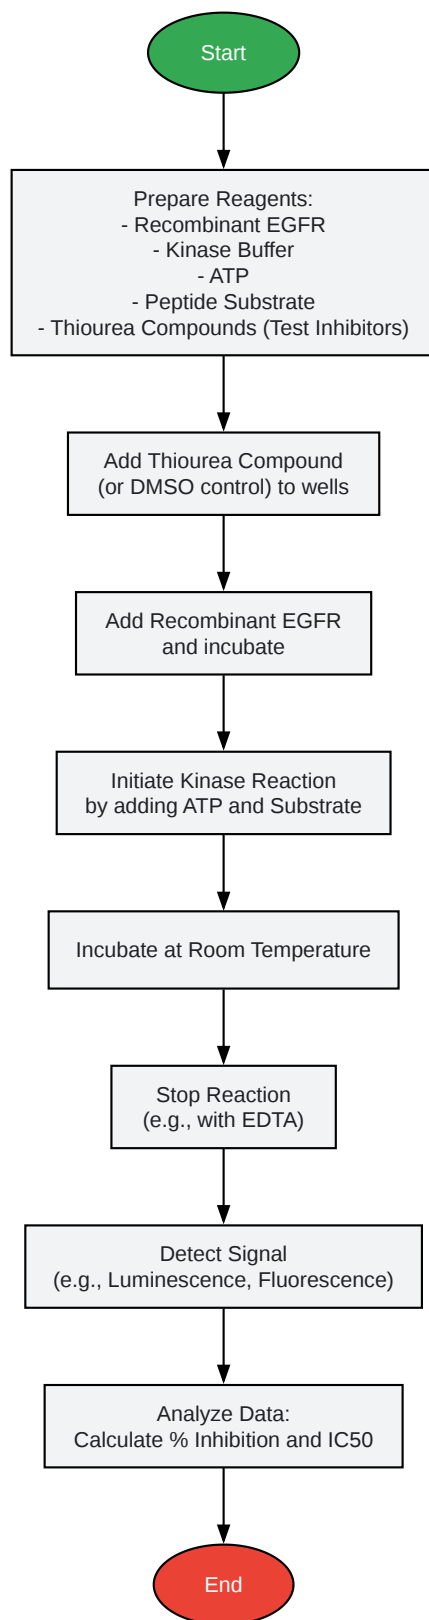 Start
Prepare Reagents:
- Recombinant EGFR
- Kinase Buffer
- ATP
- Peptide Substrate
- Thiourea Compounds (Test Inhibitors)
Add Thiourea Compound
(or DMSO control) to wells
Add Recombinant EGFR
and incubate
Initiate Kinase Reaction
by adding ATP and Substrate
Incubate at Room Temperature
Stop Reaction
(e.g., with EDTA)
Detect Signal
(e.g., Luminescence, Fluorescence)
Analyze Data:
Calculate % Inhibition and IC50
End